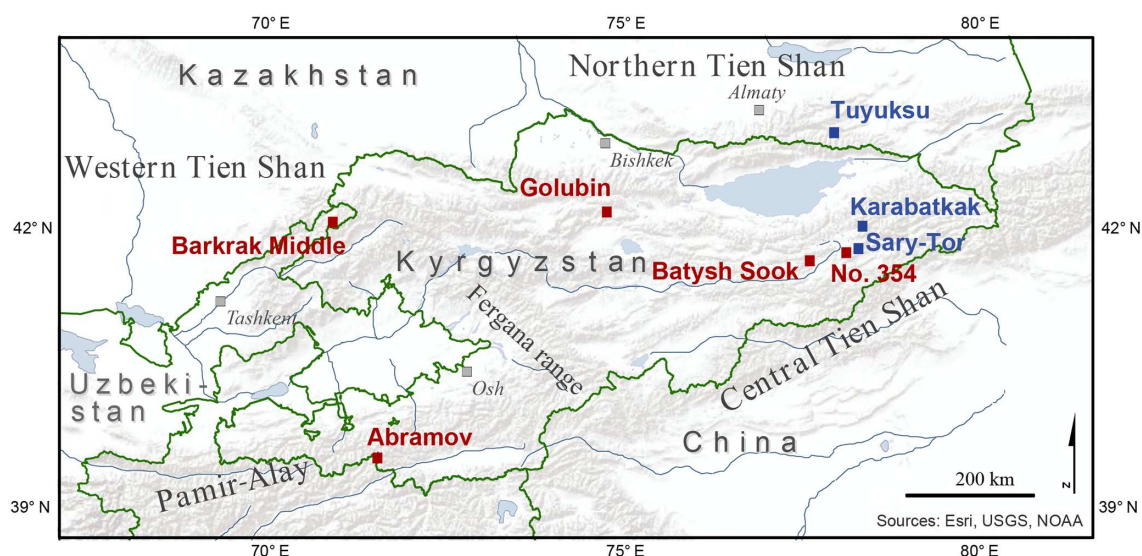 70° E
75° E
80° E
Kazakhstan
Northern Tien Shan
Almaty
Tuyuksu
Bishkek
Western Tien Shan
Golubin
42° N
Karabatkak
42° N
Barkrak Middle
Sary-Tor
Kyrgyzstan
Batysh Sook
No. 354
Tashkent
Fergana range
Central Tien Shan
Uzbeki-
stan
Osh
Abramov
China
Pamir-Alay
200 km
N
39° N
39° N
Sources: Esri, USGS, NOAA
70° E
75° E
80° E